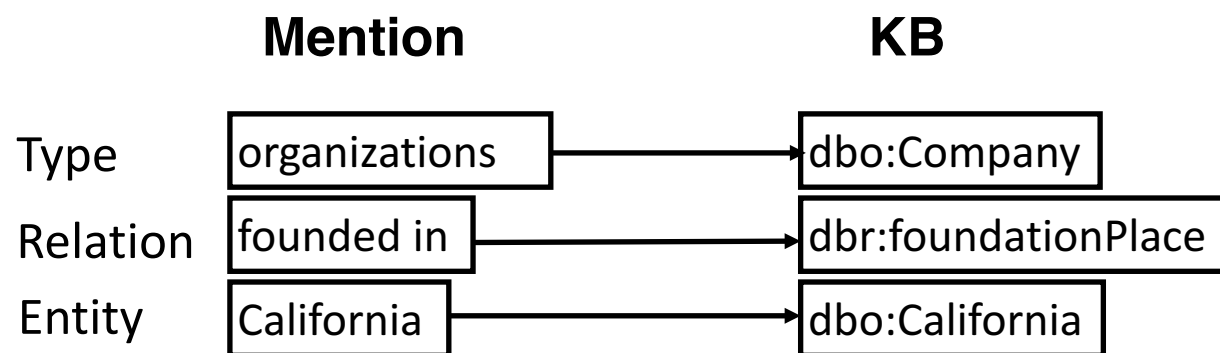 Mention KB
Type organizations dbo:Company
Relation founded in dbr:foundationPlace
Entity California dbo:California